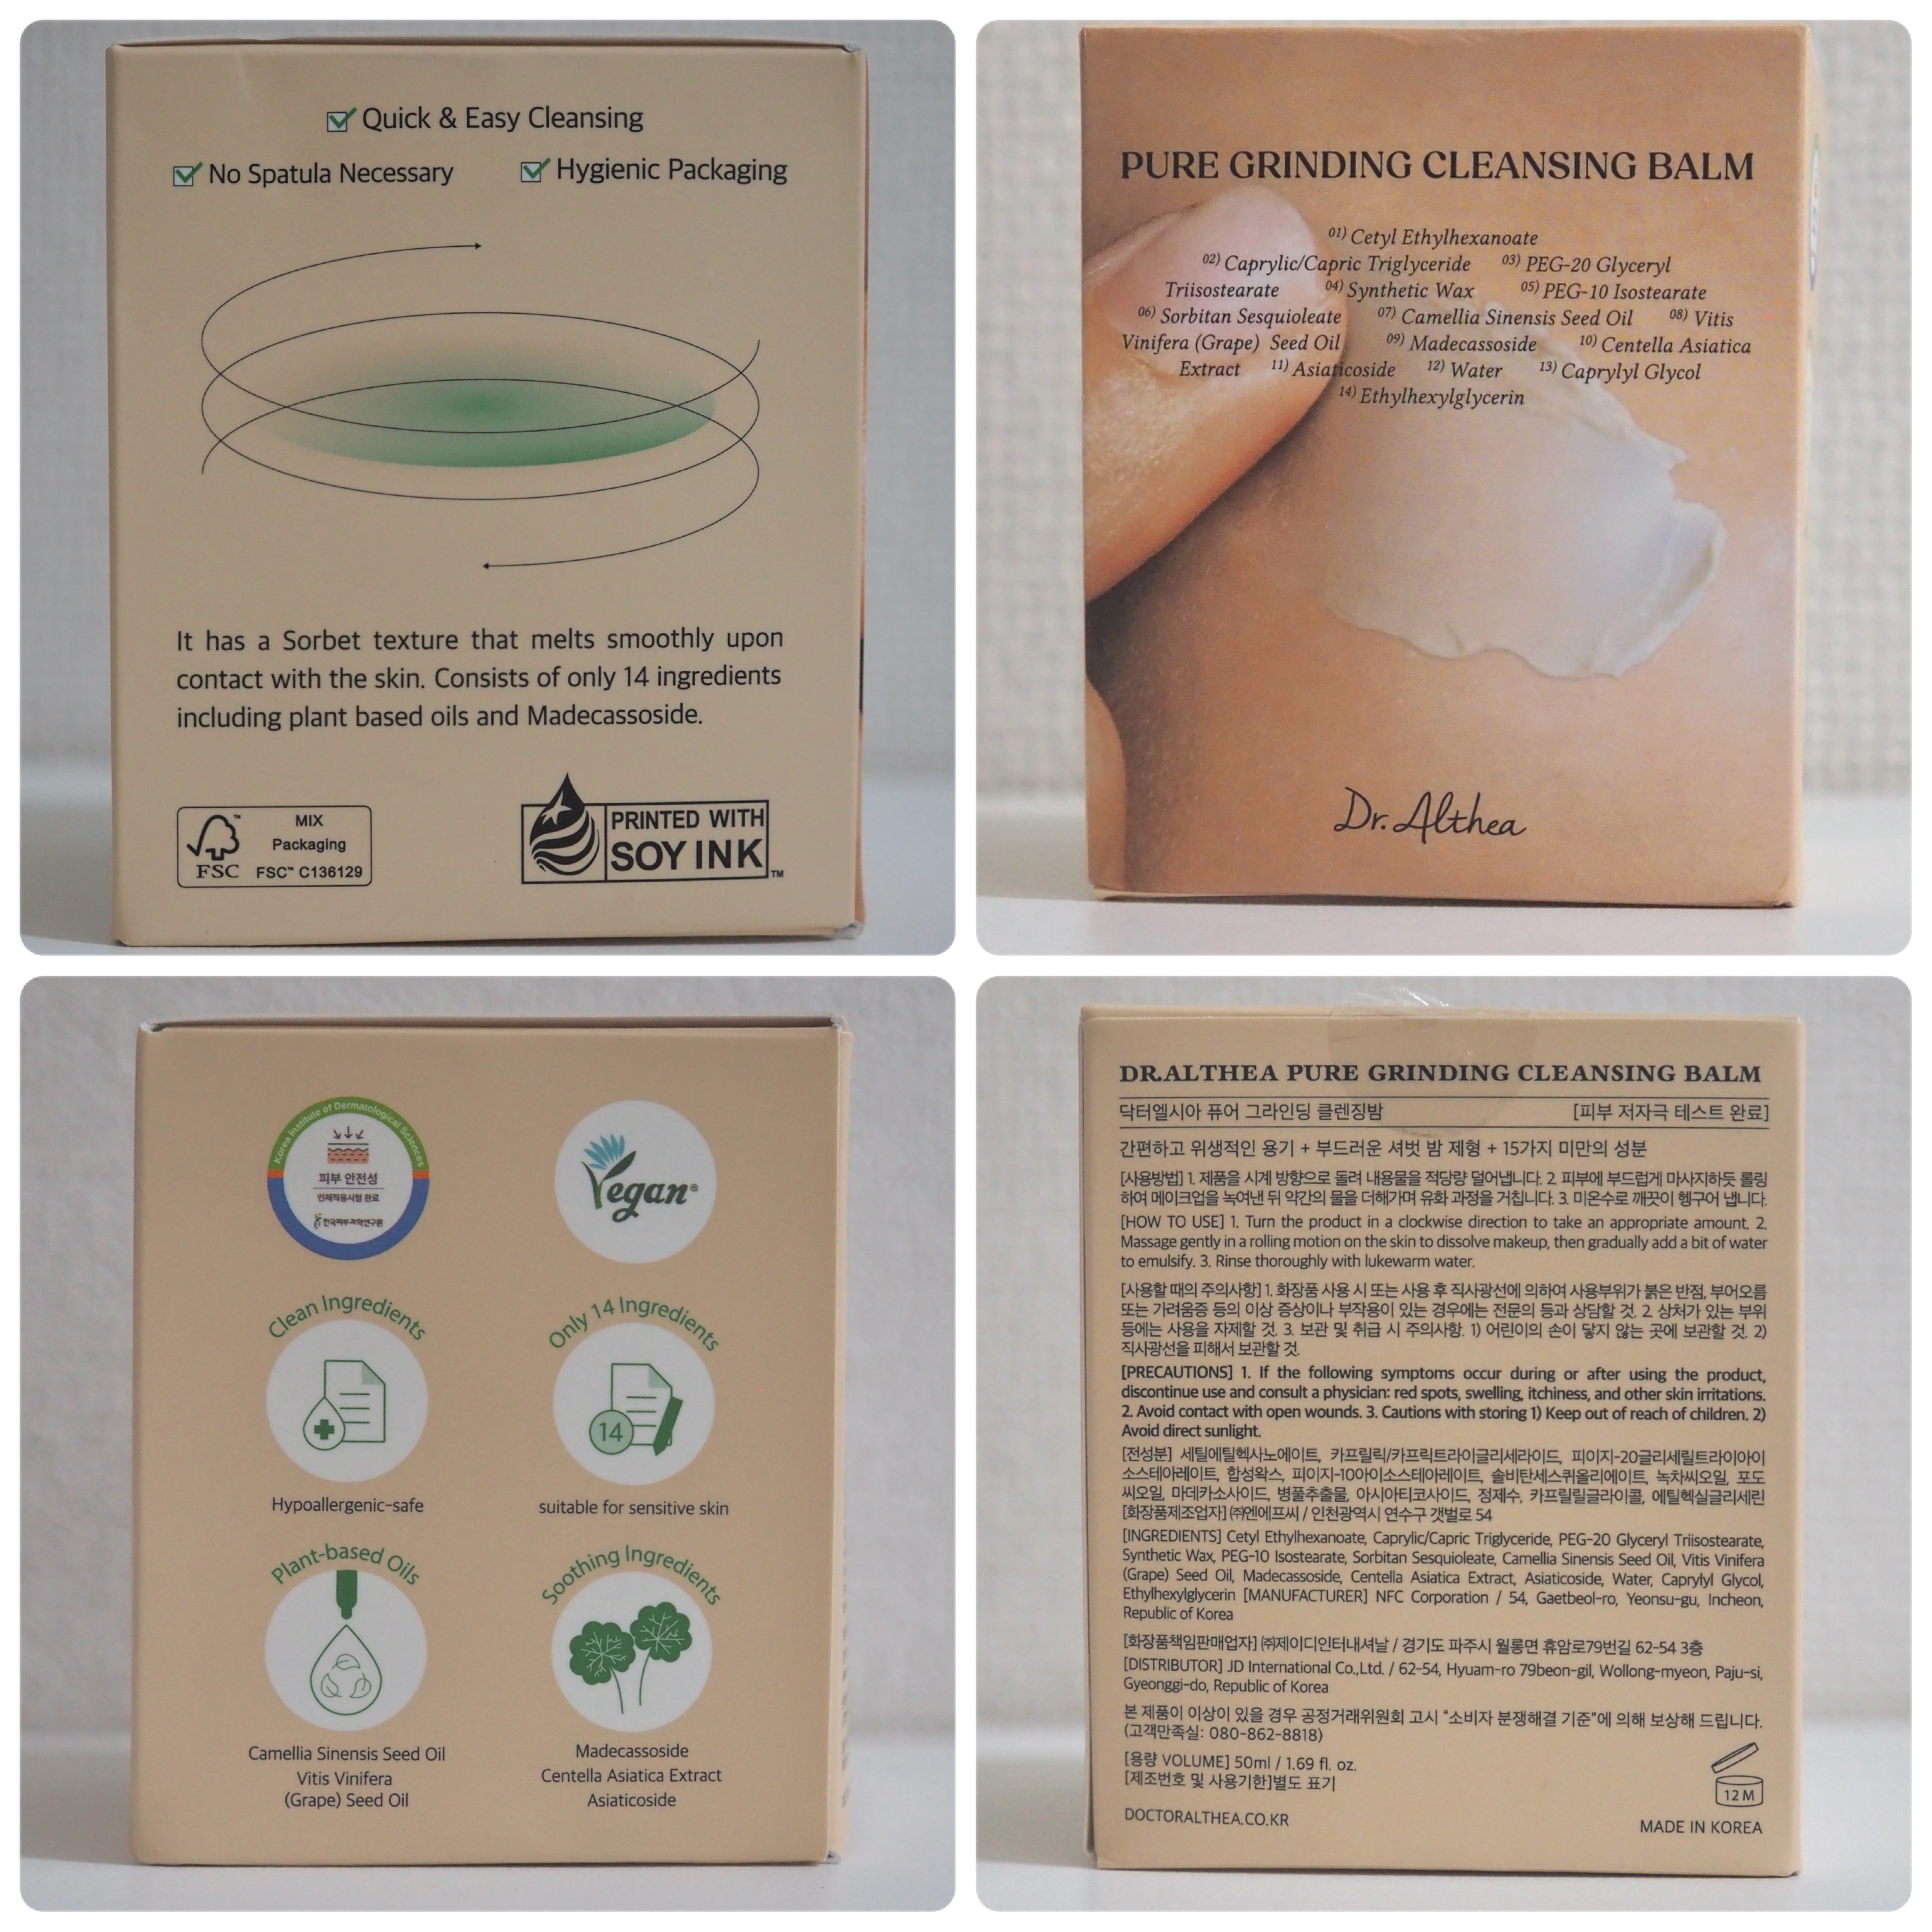 Quick & Easy Cleansing
No Spatula Necessary
Hygienic Packaging
It has a Sorbet texture that melts smoothly upon
contact with the skin. Consists of only 14 ingredients
including plant based oils and Madecassoside.
FSC™
MIX
Packaging
FSC™ C136129
PRINTED WITH
SOY INK™
PURE GRINDING CLEANSING BALM
01) Cetyl Ethylhexanoate
02) Caprylic/Capric Triglyceride 03) PEG-20 Glyceryl
Triisostearate 04) Synthetic Wax 05) PEG-10 Isostearate
06) Sorbitan Sesquioleate 07) Camellia Sinensis Seed Oil 08) Vitis
Vinifera (Grape) Seed Oil 09) Madecassoside 10) Centella Asiatica
Extract 11) Asiaticoside 12) Water 13) Caprylyl Glycol
14) Ethylhexylglycerin
Dr. Althea
Korea Institute of Dermatological Sciences
피부 안전성
인체적용시험 완료
한국피부과학연구원
Vegan®
Clean Ingredients
Hypoallergenic-safe
Only 14 Ingredients
14
suitable for sensitive skin
Plant-based Oils
Camellia Sinensis Seed Oil
Vitis Vinifera
(Grape) Seed Oil
Soothing Ingredients
Madecassoside
Centella Asiatica Extract
Asiaticoside
DR.ALTHEA PURE GRINDING CLEANSING BALM
닥터엘시아 퓨어 그라인딩 클렌징밤 [피부 저자극 테스트 완료]
간편하고 위생적인 용기 + 부드러운 셔벗 밤 제형 + 15가지 미만의 성분
[사용방법] 1. 제품을 시계 방향으로 돌려 내용물을 적당량 덜어냅니다. 2. 피부에 부드럽게 마사지하듯 롤링
하여 메이크업을 녹여낸 뒤 약간의 물을 더해가며 유화 과정을 거칩니다. 3. 미온수로 깨끗이 헹구어 냅니다.
[HOW TO USE] 1. Turn the product in a clockwise direction to take an appropriate amount. 2.
Massage gently in a rolling motion on the skin to dissolve makeup, then gradually add a bit of water
to emulsify. 3. Rinse thoroughly with lukewarm water.
[사용할 때의 주의사항] 1. 화장품 사용 시 또는 사용 후 직사광선에 의하여 사용부위가 붉은 반점, 부어오름
또는 가려움증 등의 이상 증상이나 부작용이 있는 경우에는 전문의 등과 상담할 것. 2. 상처가 있는 부위
등에는 사용을 자제할 것. 3. 보관 및 취급 시 주의사항. 1) 어린이의 손이 닿지 않는 곳에 보관할 것. 2)
직사광선을 피해서 보관할 것.
[PRECAUTIONS] 1. If the following symptoms occur during or after using the product,
discontinue use and consult a physician: red spots, swelling, itchiness, and other skin irritations.
2. Avoid contact with open wounds. 3. Cautions with storing 1) Keep out of reach of children. 2)
Avoid direct sunlight.
[전성분] 세틸에틸헥사노에이트, 카프릴릭/카프릭트라이글리세라이드, 피이지-20글리세릴트라이아이
소스테아레이트, 합성왁스, 피이지-10아이소스테아레이트, 솔비탄세스퀴올리에이트, 녹차씨오일, 포도
씨오일, 마데카소사이드, 병풀추출물, 아시아티코사이드, 정제수, 카프릴릴글라이콜, 에틸헥실글리세린
[화장품제조업자] ㈜엔에프씨 / 인천광역시 연수구 갯벌로 54
[INGREDIENTS] Cetyl Ethylhexanoate, Caprylic/Capric Triglyceride, PEG-20 Glyceryl Triisostearate,
Synthetic Wax, PEG-10 Isostearate, Sorbitan Sesquioleate, Camellia Sinensis Seed Oil, Vitis Vinifera
(Grape) Seed Oil, Madecassoside, Centella Asiatica Extract, Asiaticoside, Water, Caprylyl Glycol,
Ethylhexylglycerin [MANUFACTURER] NFC Corporation / 54, Gaetbeol-ro, Yeonsu-gu, Incheon,
Republic of Korea
[화장품책임판매업자] ㈜제이디인터내셔날 / 경기도 파주시 월롱면 휴암로79번길 62-54 3층
[DISTRIBUTOR] JD International Co.,Ltd. / 62-54, Hyuam-ro 79beon-gil, Wollong-myeon, Paju-si,
Gyeonggi-do, Republic of Korea
본 제품이 이상이 있을 경우 공정거래위원회 고시 "소비자 분쟁해결 기준"에 의해 보상해 드립니다.
(고객만족실: 080-862-8818)
[용량 VOLUME] 50ml / 1.69 fl. oz.
[제조번호 및 사용기한]별도 표기
12 M
DOCTORALTHEA.CO.KR
MADE IN KOREA